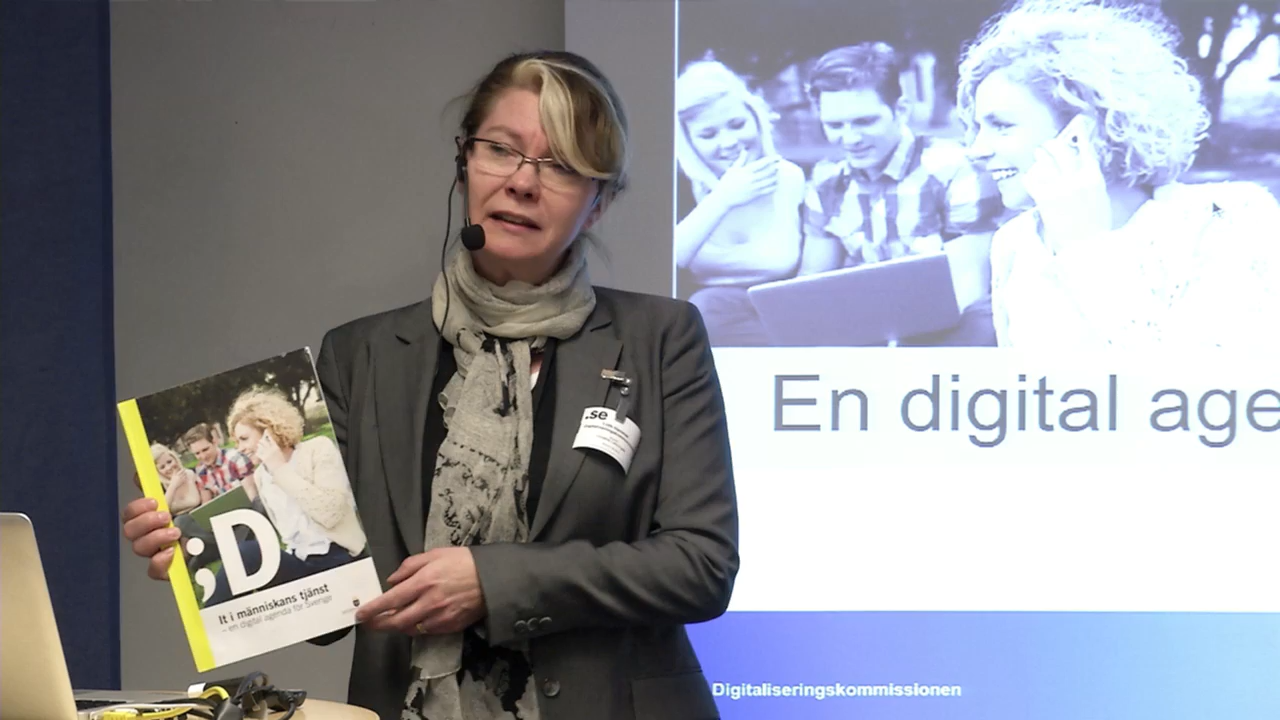 En digital age
.se
;D
It i människans tjänst
– en digital agenda för Sverige
Digitaliseringskommissionen